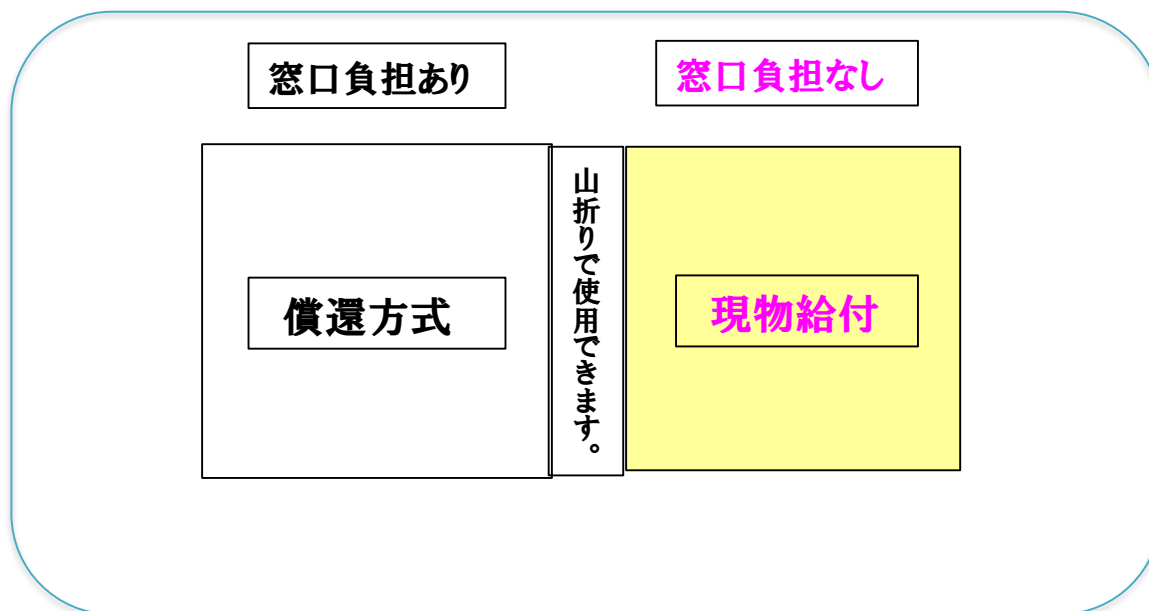 窓口負担あり
窓口負担なし
償還方式
山折りで使用できます。
現物給付